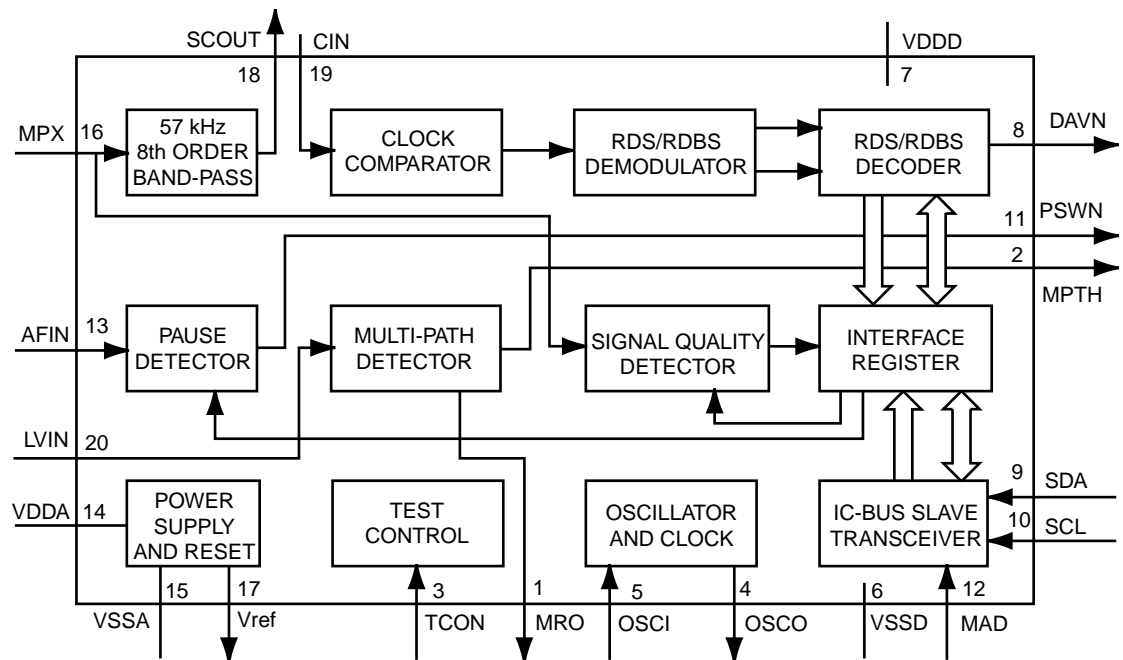 SCOUT
CIN
VDDD
18
19
7
MPX
16
57 kHz
8th ORDER
BAND-PASS
CLOCK
COMPARATOR
RDS/RDBS
DEMODULATOR
RDS/RDBS
DECODER
8
DAVN
PSWN
11
2
MPTH
AFIN
13
PAUSE
DETECTOR
MULTI-PATH
DETECTOR
SIGNAL QUALITY
DETECTOR
INTERFACE
REGISTER
LVIN
20
VDDA
14
POWER
SUPPLY
AND RESET
TEST
CONTROL
OSCILLATOR
AND CLOCK
IC-BUS SLAVE
TRANSCEIVER
9
SDA
10
SCL
15
17
3
1
5
4
6
12
VSSA
Vref
TCON
MRO
OSCI
OSCO
VSSD
MAD